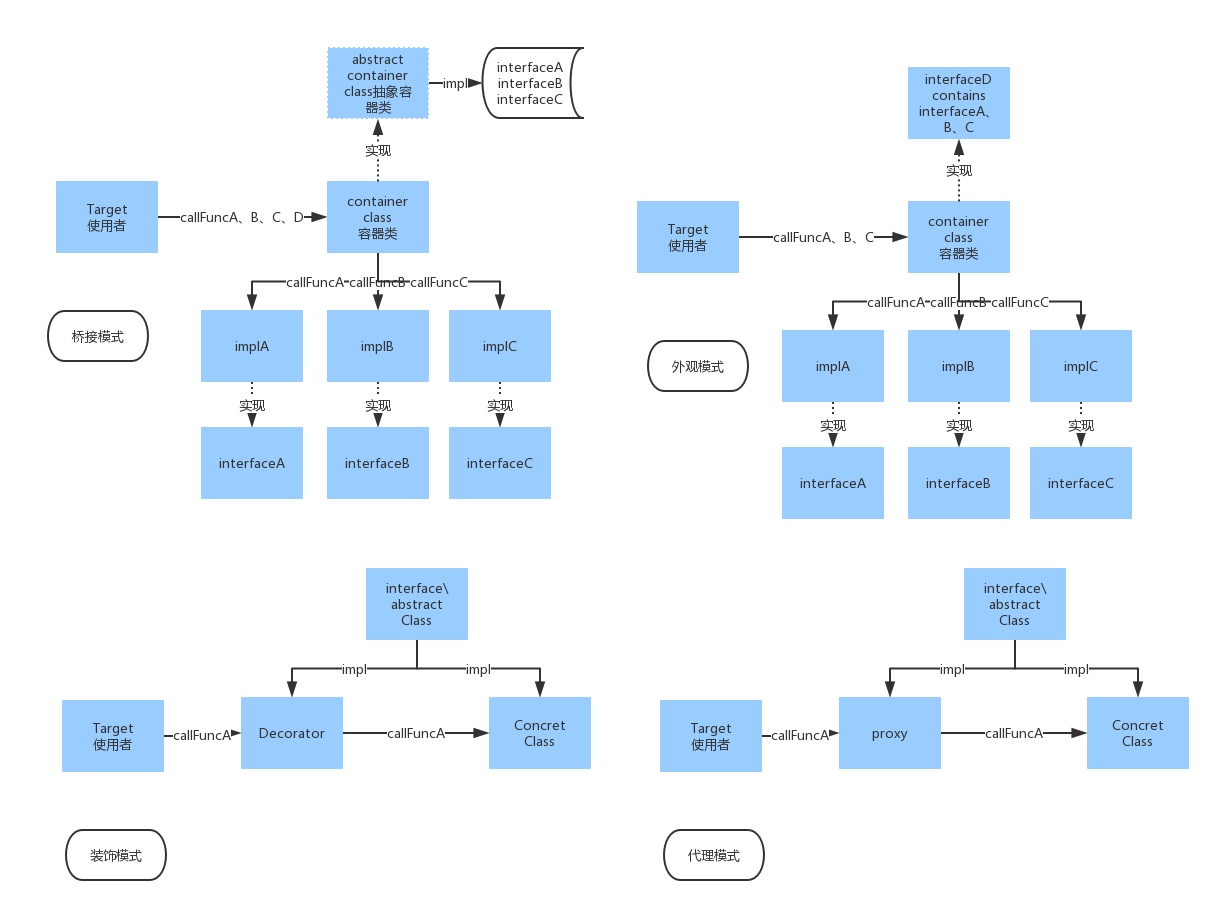 abstract
container
class抽象容
器类
impl
interfaceA
interfaceB
interfaceC
实现
Target
使用者
callFuncA、B、C、D
container
class
容器类
callFuncA
callFuncB
callFuncC
桥接模式
implA
implB
implC
实现
实现
实现
interfaceA
interfaceB
interfaceC
interfaceD
contains
interfaceA、
B、C
实现
Target
使用者
callFuncA、B、C
container
class
容器类
callFuncA
callFuncB
callFuncC
外观模式
implA
implB
implC
实现
实现
实现
interfaceA
interfaceB
interfaceC
interface\
abstract
Class
impl
impl
Target
使用者
callFuncA
Decorator
callFuncA
Concret
Class
装饰模式
interface\
abstract
Class
impl
impl
Target
使用者
callFuncA
proxy
callFuncA
Concret
Class
代理模式